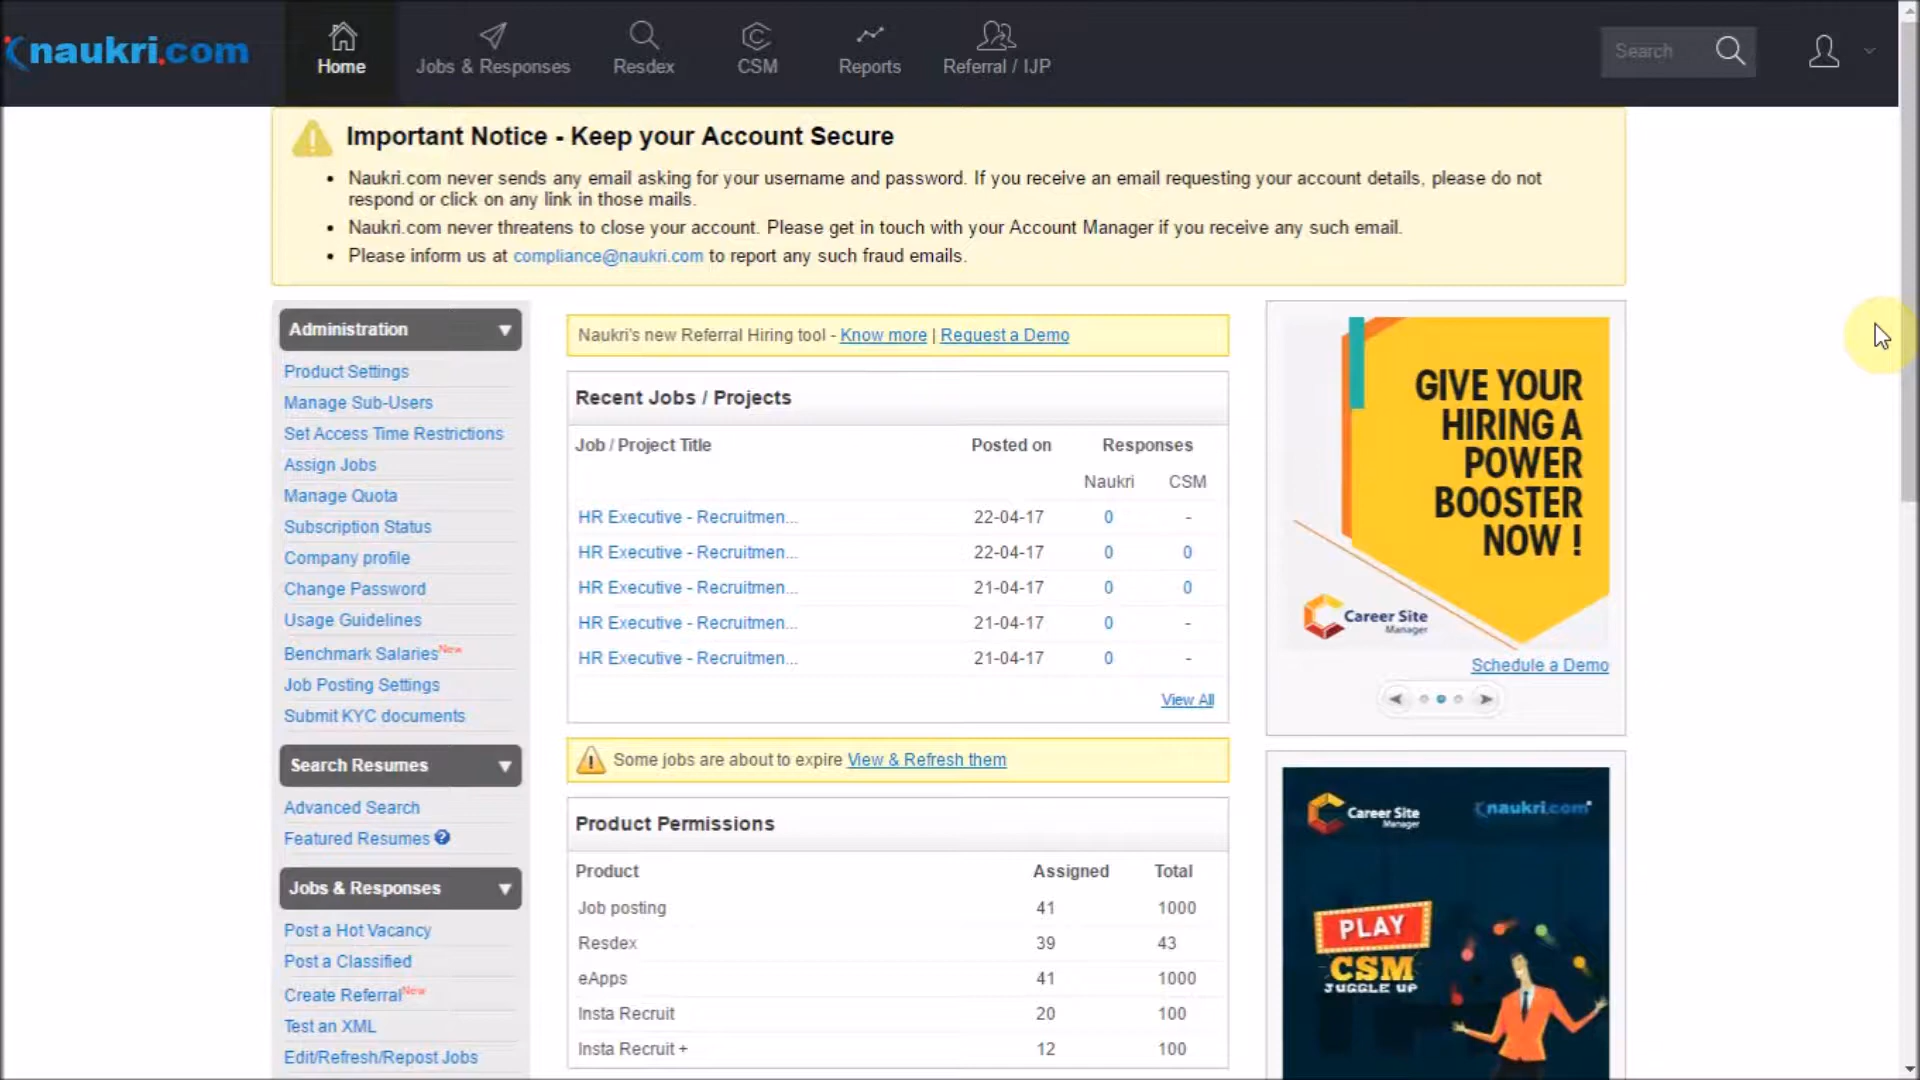 naukri.com
Home
Jobs & Responses
Resdex
CSM
Reports
Referral / IJP
Search
Important Notice - Keep your Account Secure
Naukri.com never sends any email asking for your username and password. If you receive an email requesting your account details, please do not
respond or click on any link in those mails.
Naukri.com never threatens to close your account. Please get in touch with your Account Manager if you receive any such email.
Please inform us at compliance@naukri.com to report any such fraud emails.
Administration
Product Settings
Manage Sub-Users
Set Access Time Restrictions
Assign Jobs
Manage Quota
Subscription Status
Company profile
Change Password
Usage Guidelines
Benchmark Salaries New
Job Posting Settings
Submit KYC documents
Search Resumes
Advanced Search
Featured Resumes ?
Jobs & Responses
Post a Hot Vacancy
Post a Classified
Create Referral New
Test an XML
Edit/Refresh/Repost Jobs
Naukri's new Referral Hiring tool - Know more | Request a Demo
Recent Jobs / Projects
Job / Project Title Posted on Responses
Naukri CSM
HR Executive - Recruitmen... 22-04-17 0 -
HR Executive - Recruitmen... 22-04-17 0 0
HR Executive - Recruitmen... 21-04-17 0 0
HR Executive - Recruitmen... 21-04-17 0 -
HR Executive - Recruitmen... 21-04-17 0 -
View All
Some jobs are about to expire View & Refresh them
Product Permissions
Product Assigned Total
Job posting 41 1000
Resdex 39 43
eApps 41 1000
Insta Recruit 20 100
Insta Recruit + 12 100
GIVE YOUR
HIRING A
POWER
BOOSTER
NOW !
Career Site
Manager
Schedule a Demo
Career Site
Manager
naukri.com
PLAY
CSM
JUGGLE UP